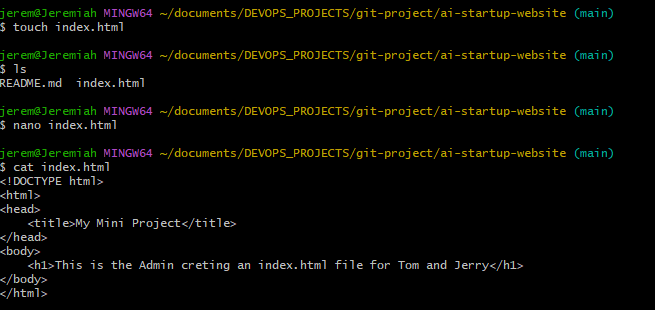 jerem@Jeremiah MINGW64 ~/documents/DEVOPS_PROJECTS/git-project/ai-startup-website (main)
$ touch index.html
jerem@Jeremiah MINGW64 ~/documents/DEVOPS_PROJECTS/git-project/ai-startup-website (main)
$ ls
README.md  index.html
jerem@Jeremiah MINGW64 ~/documents/DEVOPS_PROJECTS/git-project/ai-startup-website (main)
$ nano index.html
jerem@Jeremiah MINGW64 ~/documents/DEVOPS_PROJECTS/git-project/ai-startup-website (main)
$ cat index.html
<!DOCTYPE html>
<html>
<head>
    <title>My Mini Project</title>
</head>
<body>
    <h1>This is the Admin creting an index.html file for Tom and Jerry</h1>
</body>
</html>